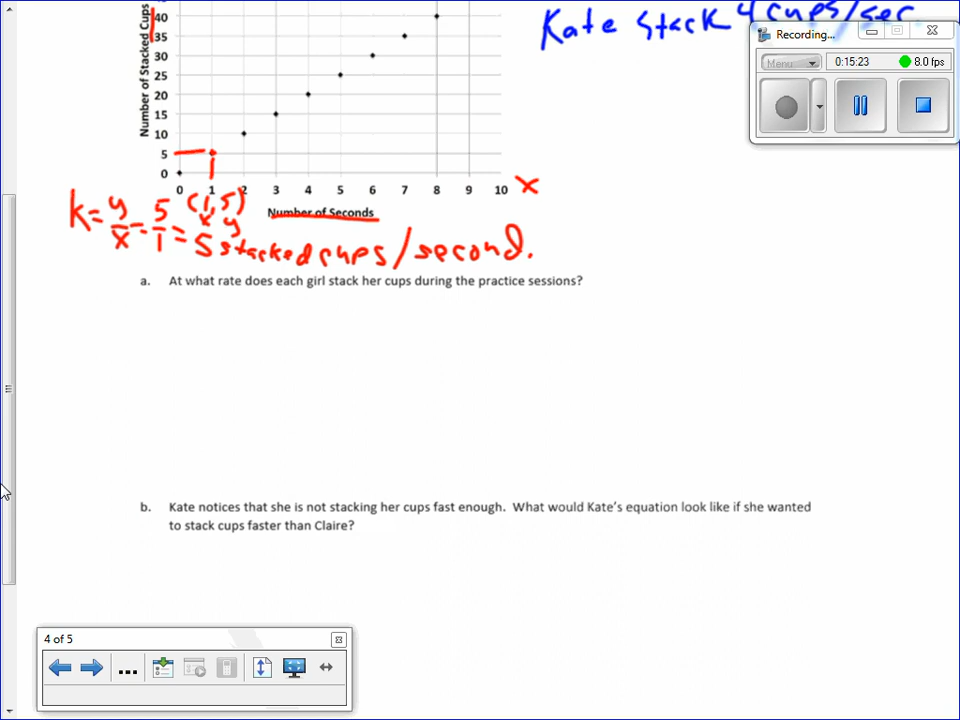 Kate Stack 4 cups/sec.
Recording...
Menu
0:15:23
8.0 fps
Number of Stacked Cups
40
35
30
25
20
15
10
5
0
0 1 2 3 4 5 6 7 8 9 10 x
Number of Seconds
(1,5)
x y
k=y/x=5/1=5 stacked cups/second.
a. At what rate does each girl stack her cups during the practice sessions?
b. Kate notices that she is not stacking her cups fast enough. What would Kate's equation look like if she wanted
to stack cups faster than Claire?
4 of 5